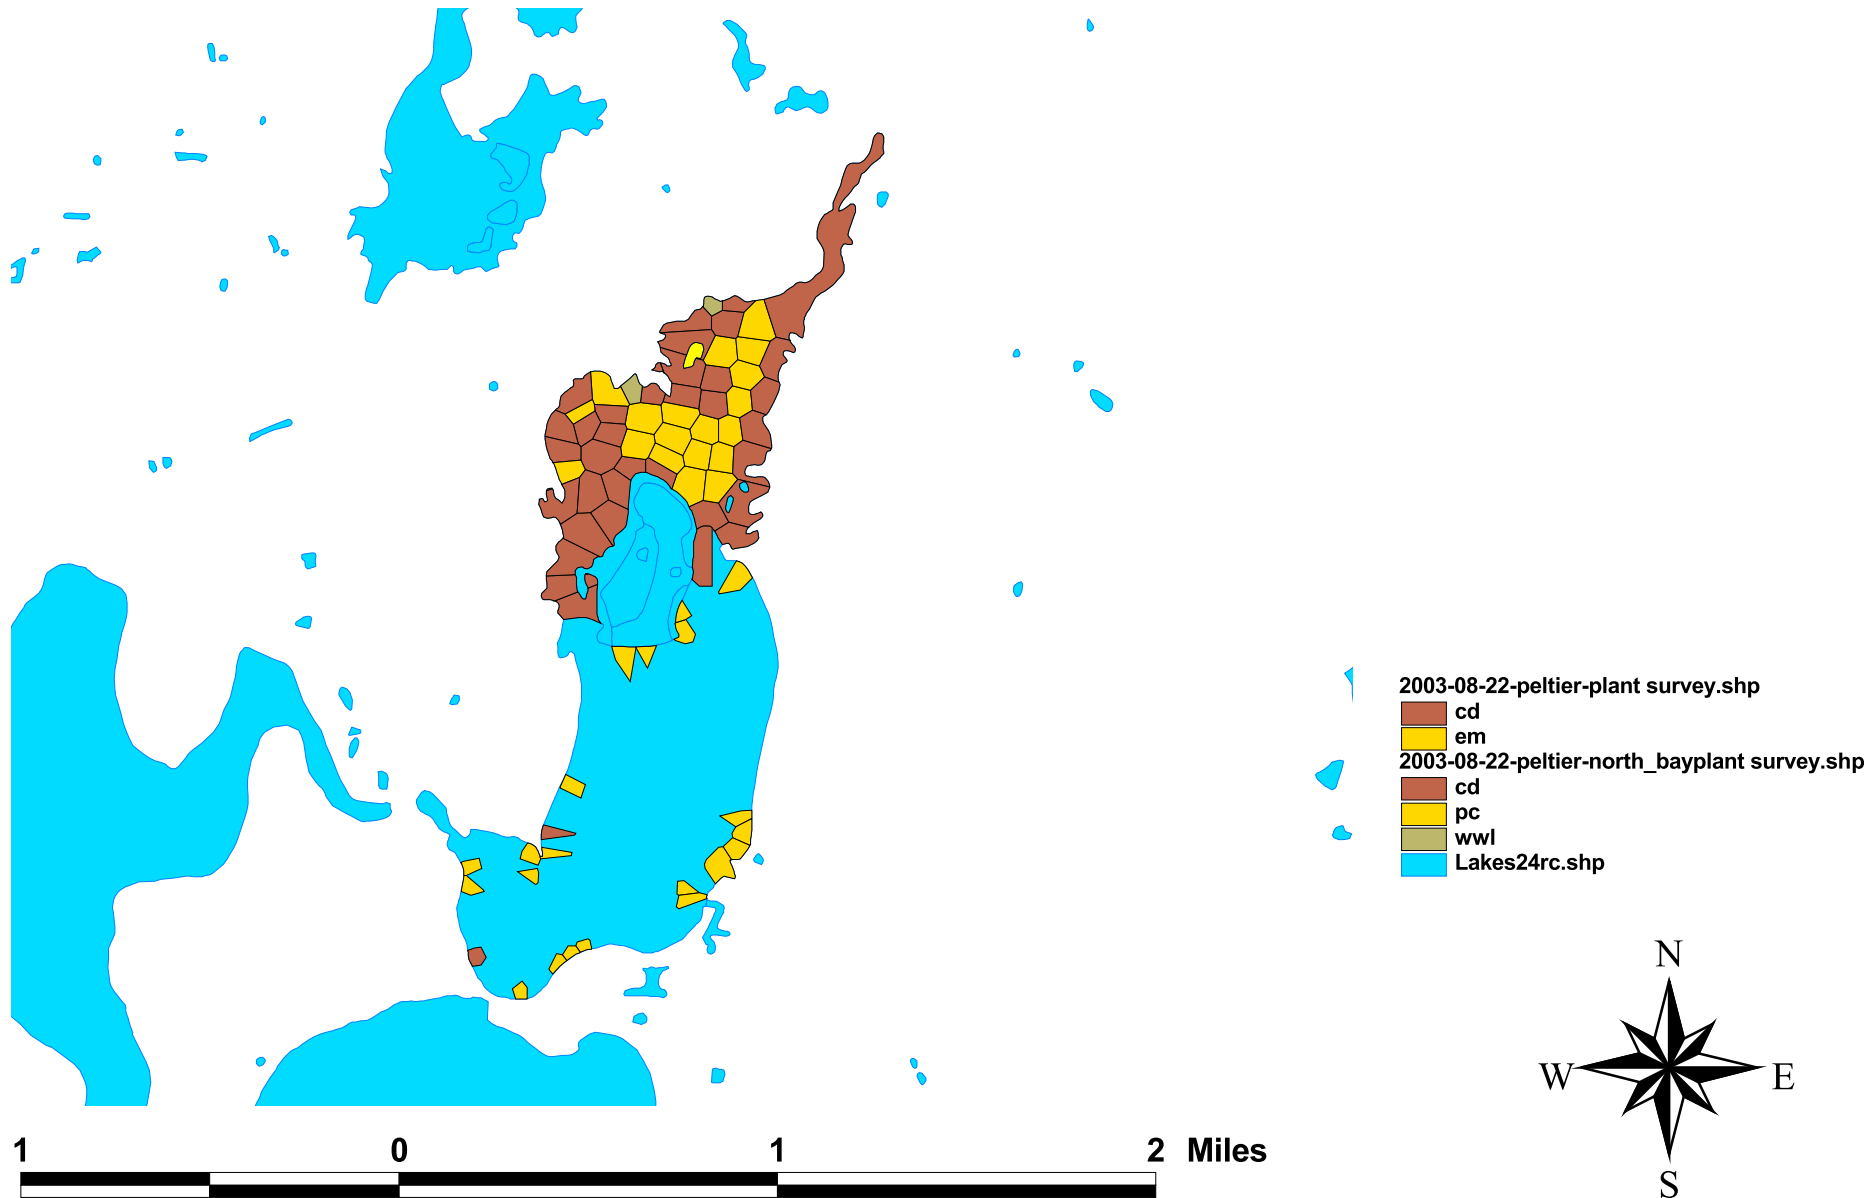 2003-08-22-peltier-plant survey.shp
cd
em
2003-08-22-peltier-north_bayplant survey.shp
cd
pc
wwl
Lakes24rc.shp
N
W E
S
1 0 1 2 Miles